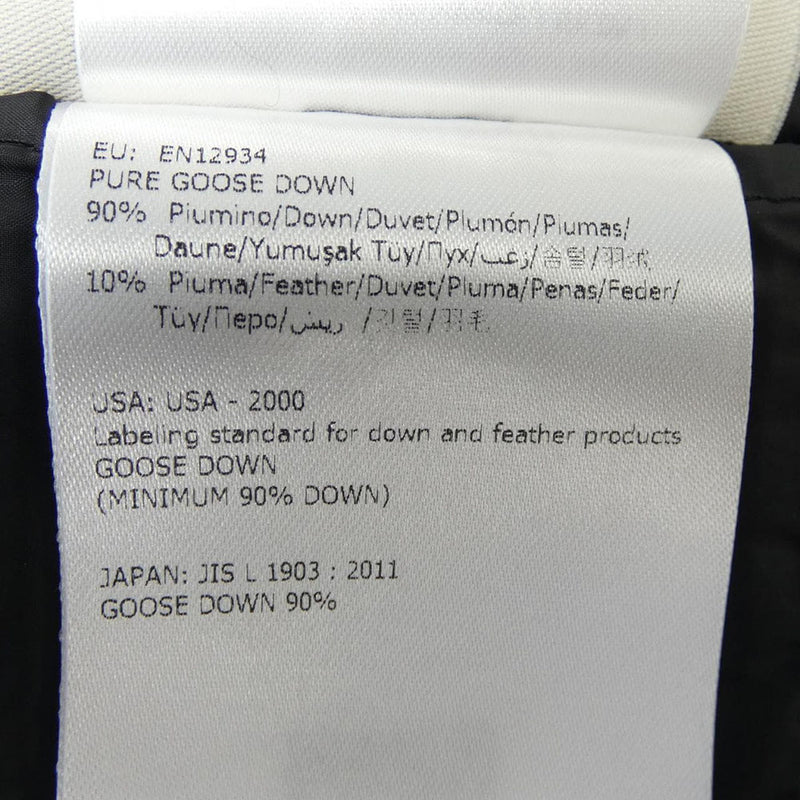 EU: EN12934
PURE GOOSE DOWN
90% Piumino/Down/Duvet/Plumón/Plumas/
Daune/Yumuşak Tüy/Пух/زغب/솜털/羽绒
10% Piuma/Feather/Duvet/Pluma/Penas/Feder/
Tüy/Перо/ريش /깃털/羽毛
USA: USA - 2000
Labeling standard for down and feather products
GOOSE DOWN
(MINIMUM 90% DOWN)
JAPAN: JIS L 1903 : 2011
GOOSE DOWN 90%